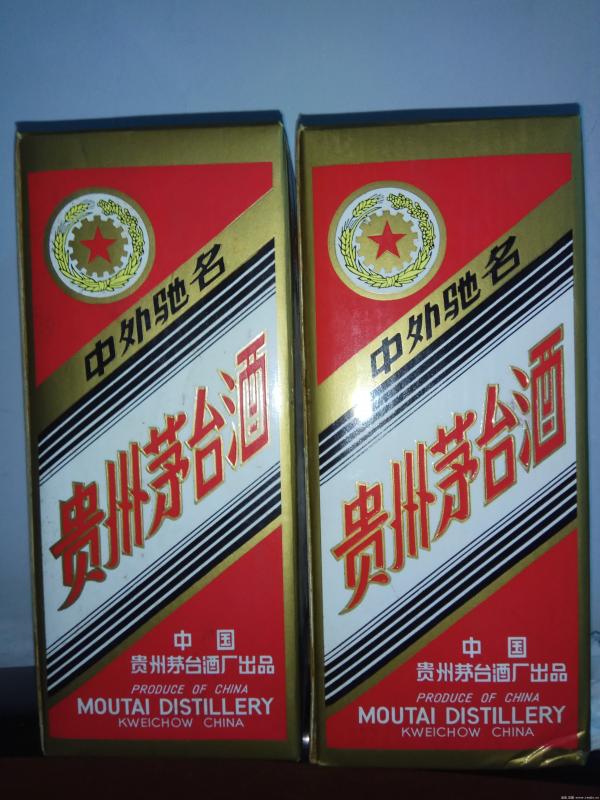 中外驰名
贵州茅台酒
中国
贵州茅台酒厂出品
PRODUCE OF CHINA
MOUTAI DISTILLERY
KWEICHOW CHINA
中外驰名
贵州茅台酒
中国
贵州茅台酒厂出品
PRODUCE OF CHINA
MOUTAI DISTILLERY
KWEICHOW CHINA